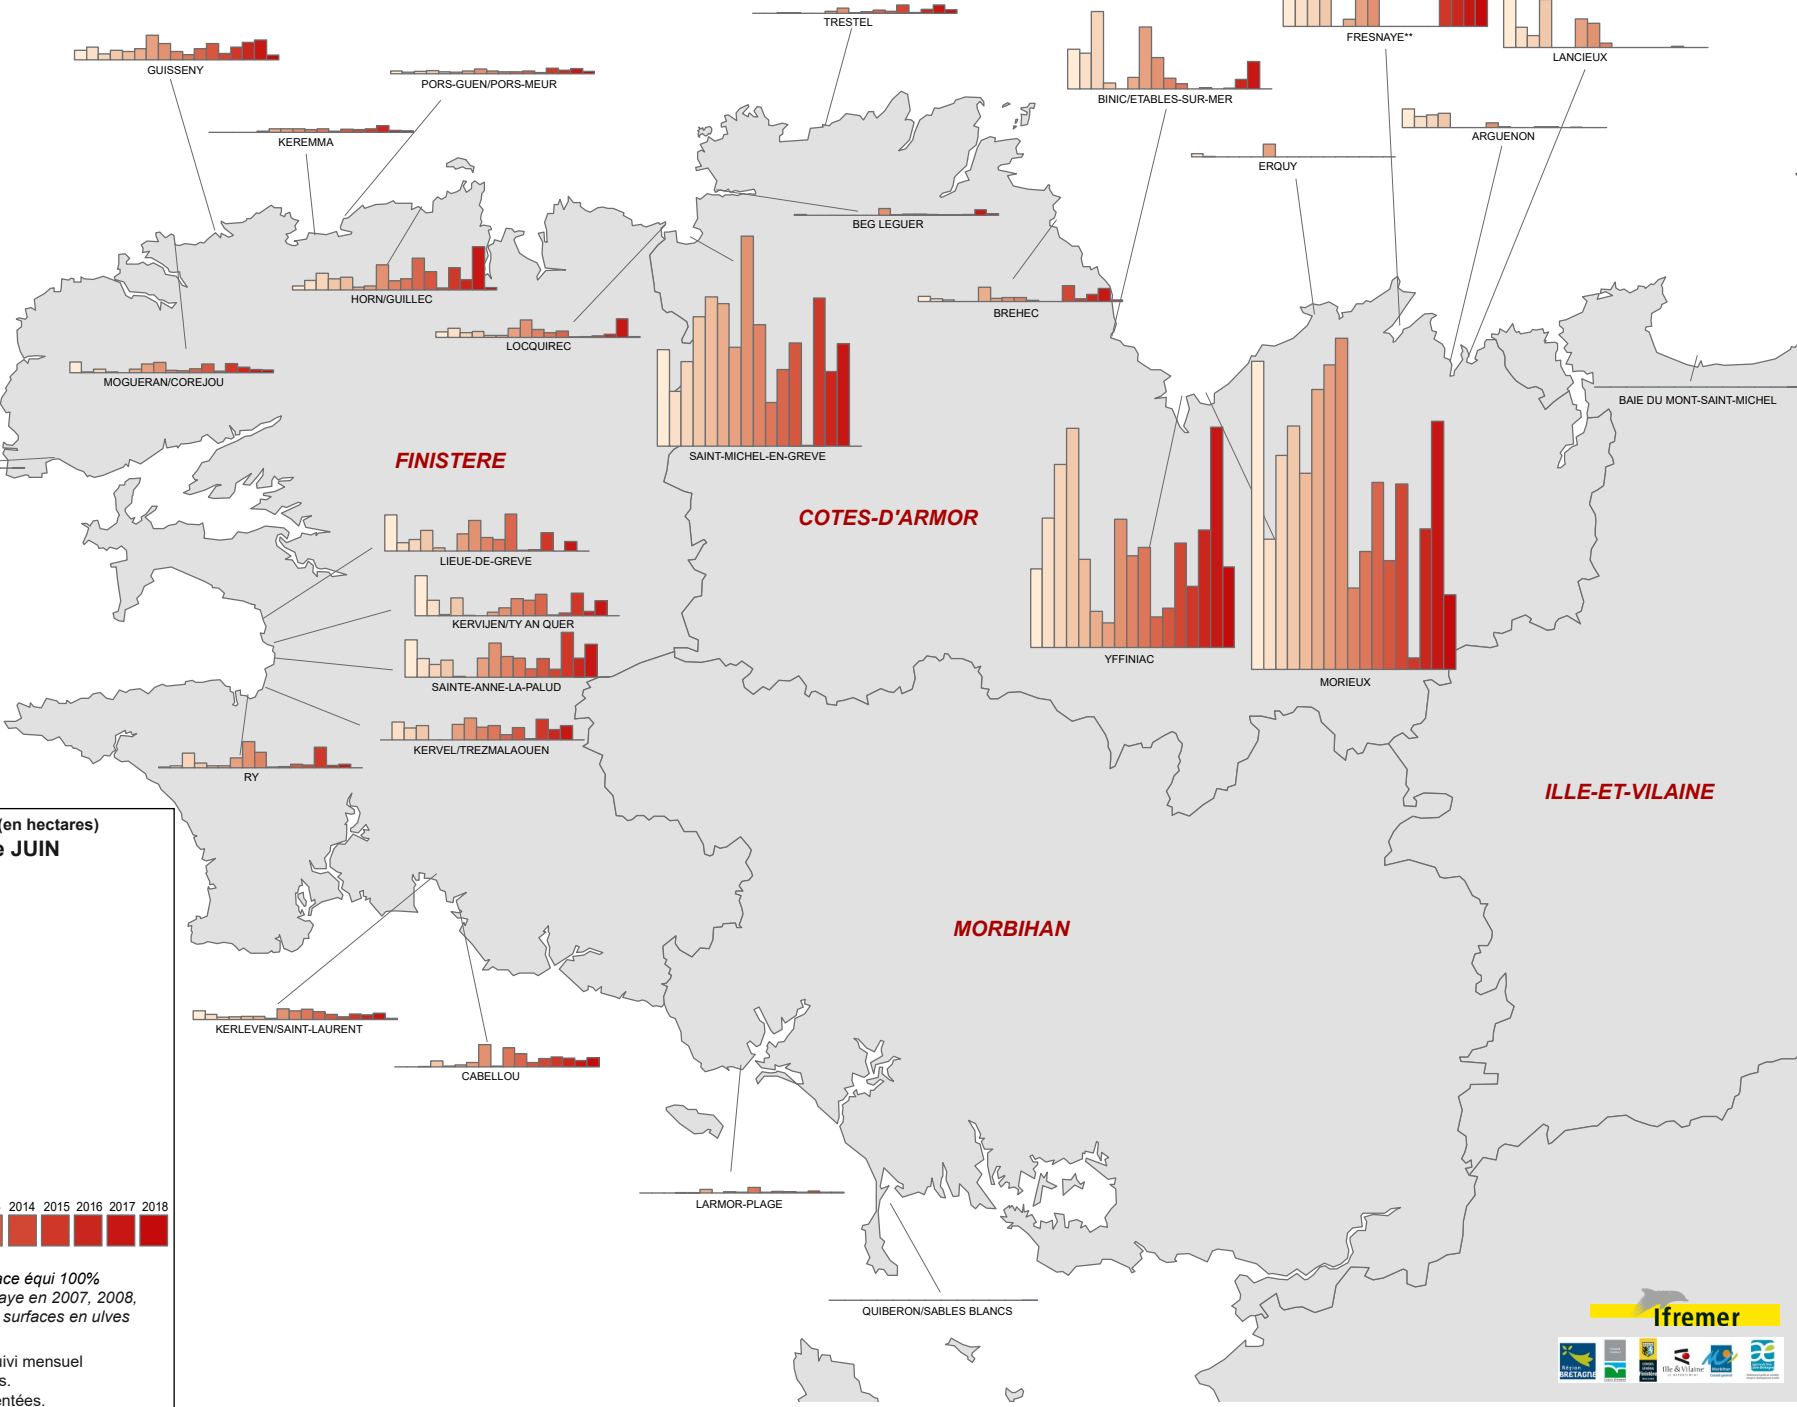 TRESTEL
FRESNAYE**
LANCIEUX
GUISSENY
PORS-GUEN/PORS-MEUR
BINIC/ETABLES-SUR-MER
KEREMMA
ARGUENON
ERQUY
BEG LEGUER
HORN/GUILLEC
BREHEC
LOCQUIREC
MOGUERAN/COREJOU
BAIE DU MONT-SAINT-MICHEL
SAINT-MICHEL-EN-GREVE
FINISTERE
COTES-D'ARMOR
LIEUE-DE-GREVE
KERVIJEN/TY AN QUER
YFFINIAC
MORIEUX
SAINTE-ANNE-LA-PALUD
KERVEL/TREZMALAOUEN
RY
ILLE-ET-VILAINE
(en hectares)
JUIN
MORBIHAN
KERLEVEN/SAINT-LAURENT
CABELLOU
LARMOR-PLAGE
2014 2015 2016 2017 2018
équi 100%
en 2007, 2008,
surfaces en ulves
QUIBERON/SABLES BLANCS
mensuel
Ifremer
Région
BRETAGNE
Ille & Vilaine